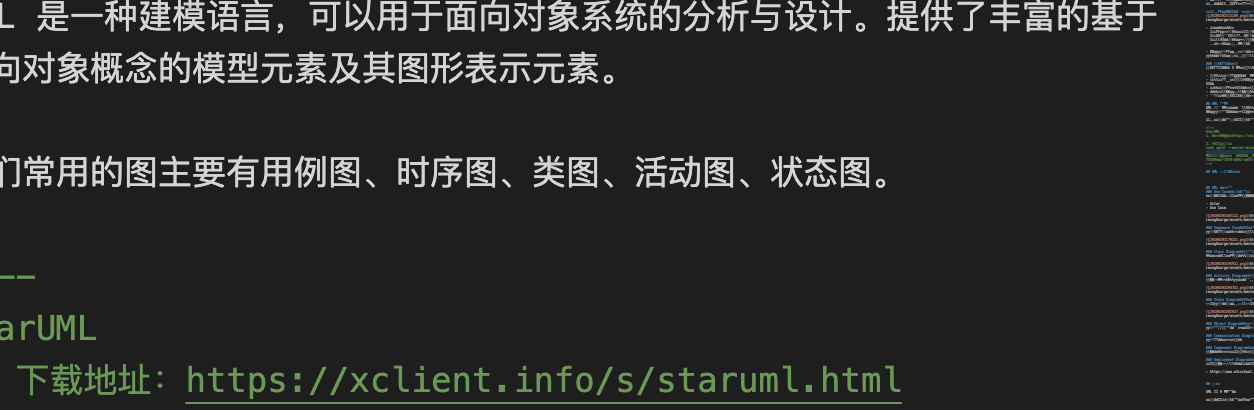 L 是一种建模语言，可以用于面向对象系统的分析与设计。提供了丰富的基于
向对象概念的模型元素及其图形表示元素。
们常用的图主要有用例图、时序图、类图、活动图、状态图。
--
arUML
下载地址：https://xclient.info/s/staruml.html